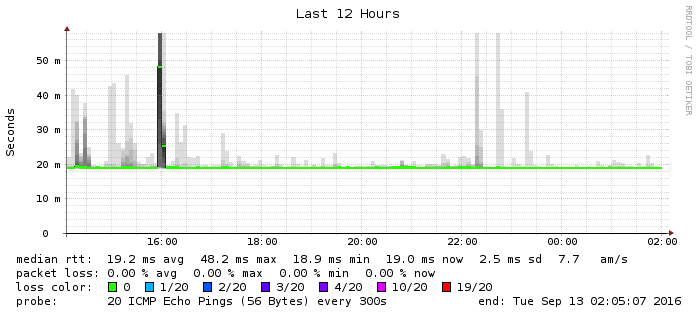 Last 12 Hours
RRDTOOL / TOBI OETIKER
Seconds
50 m
40 m
30 m
20 m
10 m
0
16:00 18:00 20:00 22:00 00:00 02:00
median rtt: 19.2 ms avg 48.2 ms max 18.9 ms min 19.0 ms now 2.5 ms sd 7.7 am/s
packet loss: 0.00 % avg 0.00 % max 0.00 % min 0.00 % now
loss color: 0 1/20 2/20 3/20 4/20 10/20 19/20
probe: 20 ICMP Echo Pings (56 Bytes) every 300s end: Tue Sep 13 02:05:07 2016